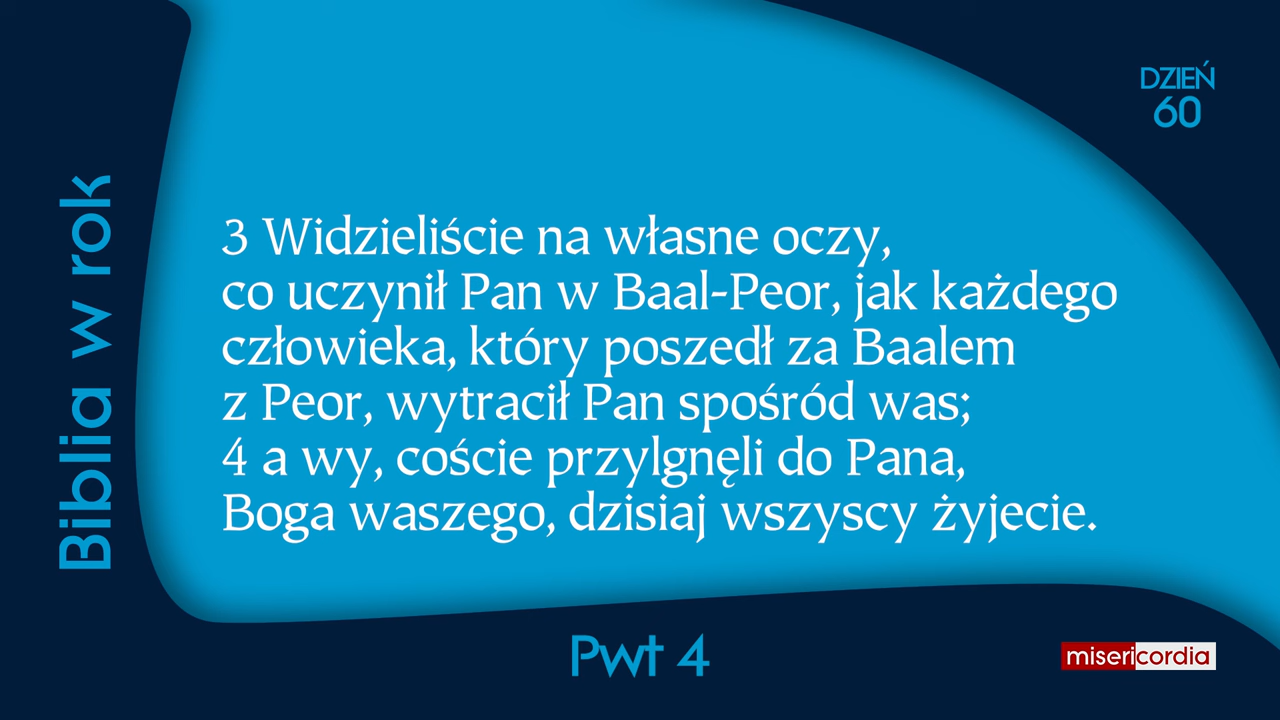 DZIEŃ
60
Biblia w rok
3 Widzieliście na własne oczy,
co uczynił Pan w Baal-Peor, jak każdego
człowieka, który poszedł za Baalem
z Peor, wytracił Pan spośród was;
4 a wy, coście przylgnęli do Pana,
Boga waszego, dzisiaj wszyscy żyjecie.
Pwt 4
misericordia